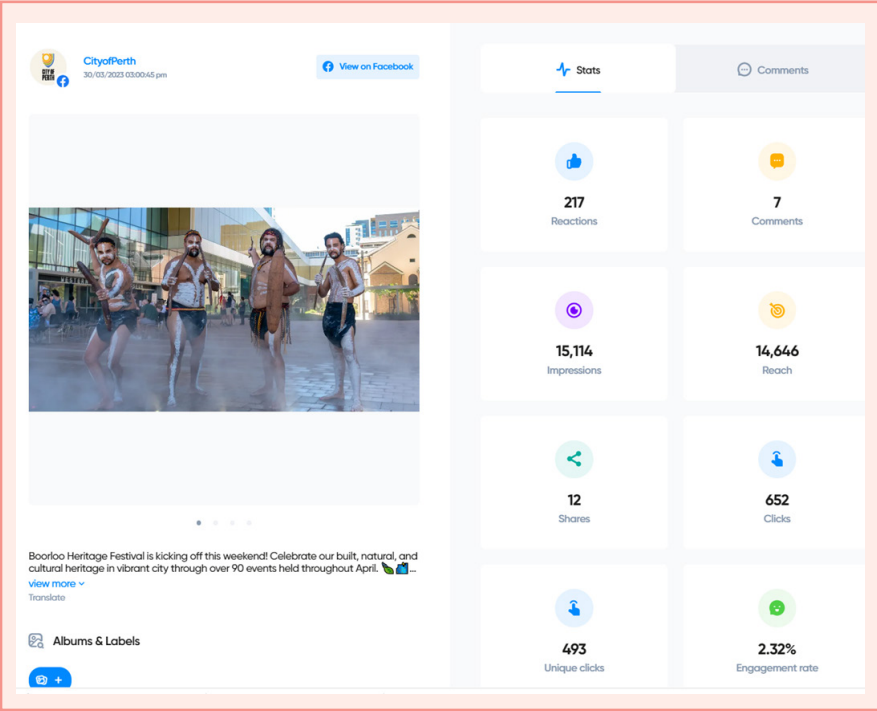 CITY OF
PERTH
CityofPerth
30/03/2023 03:00:45 pm
View on Facebook
Boorloo Heritage Festival is kicking off this weekend! Celebrate our built, natural, and
cultural heritage in vibrant city through over 90 events held throughout April. 🌿🏙️...
view more
Translate
Albums & Labels
+
Stats
Comments
217
Reactions
7
Comments
15,114
Impressions
14,646
Reach
12
Shares
652
Clicks
493
Unique clicks
2.32%
Engagement rate